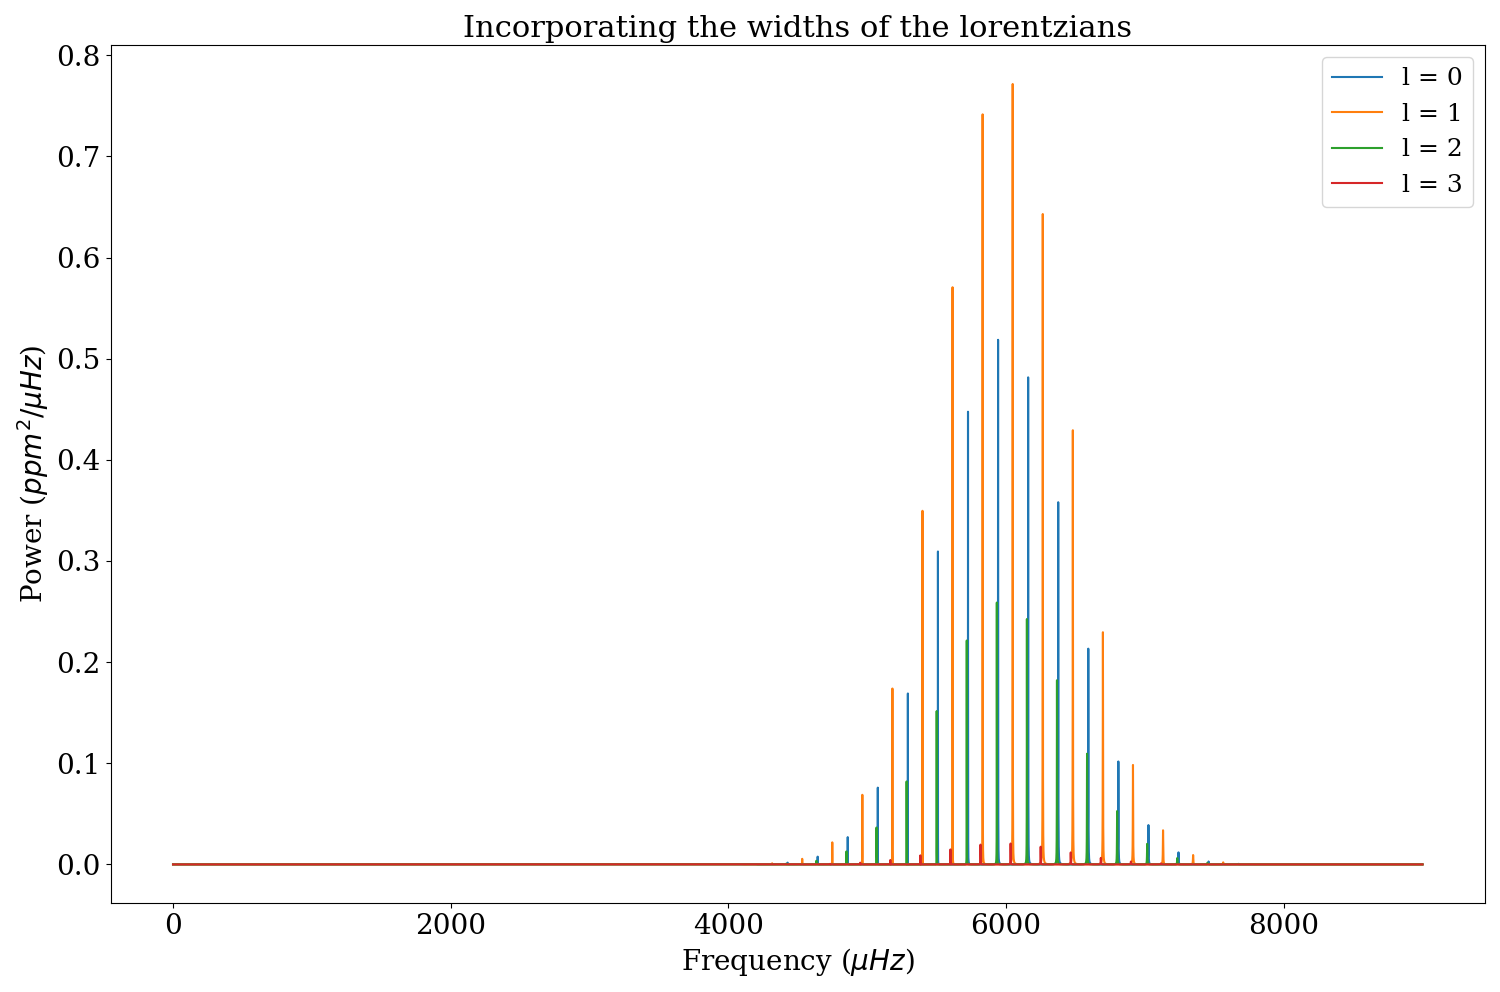 Incorporating the widths of the lorentzians
l = 0
l = 1
l = 2
l = 3
Power (ppm²/μHz)
0.8
0.7
0.6
0.5
0.4
0.3
0.2
0.1
0.0
0 2000 4000 6000 8000
Frequency (μHz)